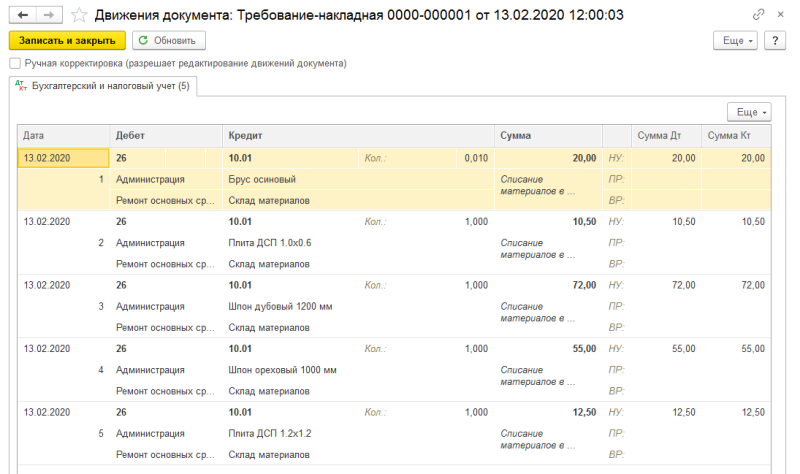 Движения документа: Требование-накладная 0000-000001 от 13.02.2020 12:00:03
Записать и закрыть Обновить Еще ?
Ручная корректировка (разрешает редактирование движений документа)
Дт Кт Бухгалтерский и налоговый учет (5)
Еще
Дата Дебет Кредит Сумма Сумма Дт Сумма Кт
13.02.2020 26 10.01 Кол.: 0,010 20,00 НУ: 20,00 20,00
1 Администрация Брус осиновый Списание материалов в ... ПР:
Ремонт основных ср... Склад материалов ВР:
13.02.2020 26 10.01 Кол.: 1,000 10,50 НУ: 10,50 10,50
2 Администрация Плита ДСП 1.0х0.6 Списание материалов в ... ПР:
Ремонт основных ср... Склад материалов ВР:
13.02.2020 26 10.01 Кол.: 1,000 72,00 НУ: 72,00 72,00
3 Администрация Шпон дубовый 1200 мм Списание материалов в ... ПР:
Ремонт основных ср... Склад материалов ВР:
13.02.2020 26 10.01 Кол.: 1,000 55,00 НУ: 55,00 55,00
4 Администрация Шпон ореховый 1000 мм Списание материалов в ... ПР:
Ремонт основных ср... Склад материалов ВР:
13.02.2020 26 10.01 Кол.: 1,000 12,50 НУ: 12,50 12,50
5 Администрация Плита ДСП 1.2х1.2 Списание материалов в ... ПР:
Ремонт основных ср... Склад материалов ВР: